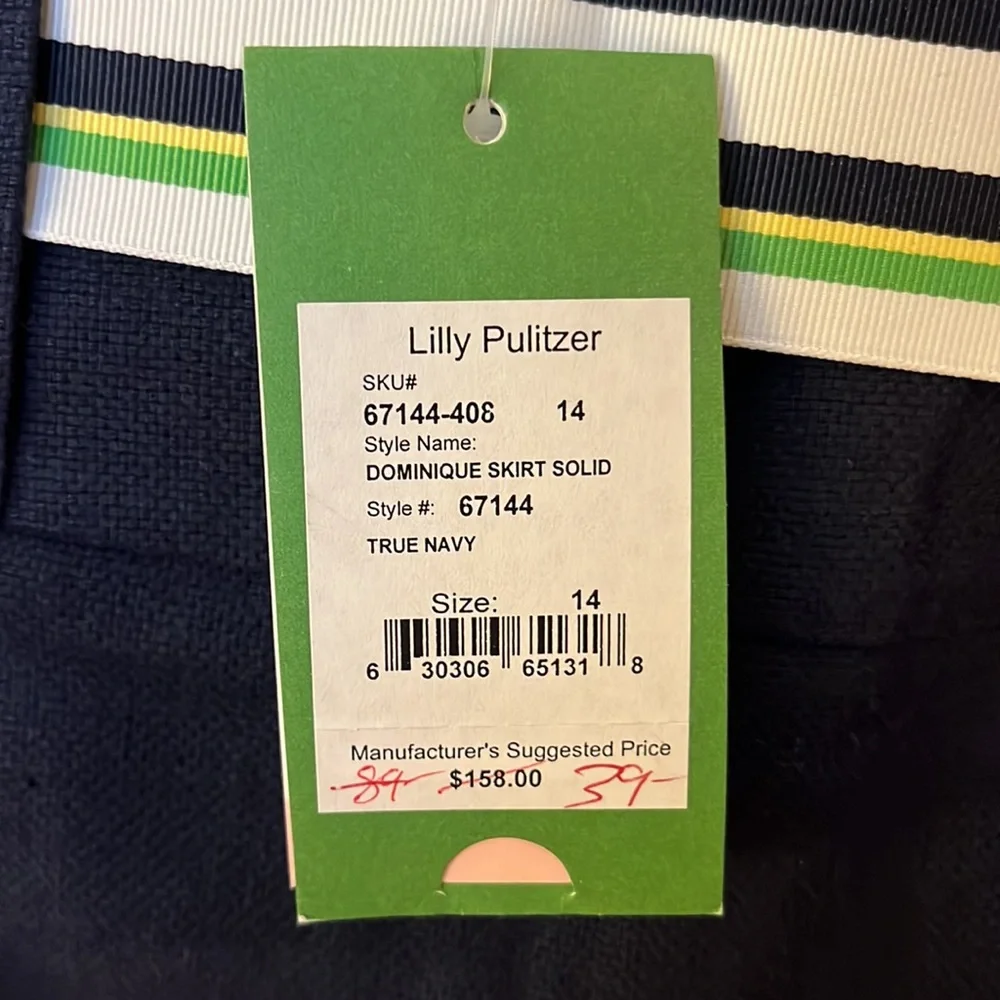 Lilly Pulitzer
SKU#
67144-408 14
Style Name:
DOMINIQUE SKIRT SOLID
Style #: 67144
TRUE NAVY
Size: 14
6 30306 65131 8
Manufacturer's Suggested Price
89- $158.00 39-